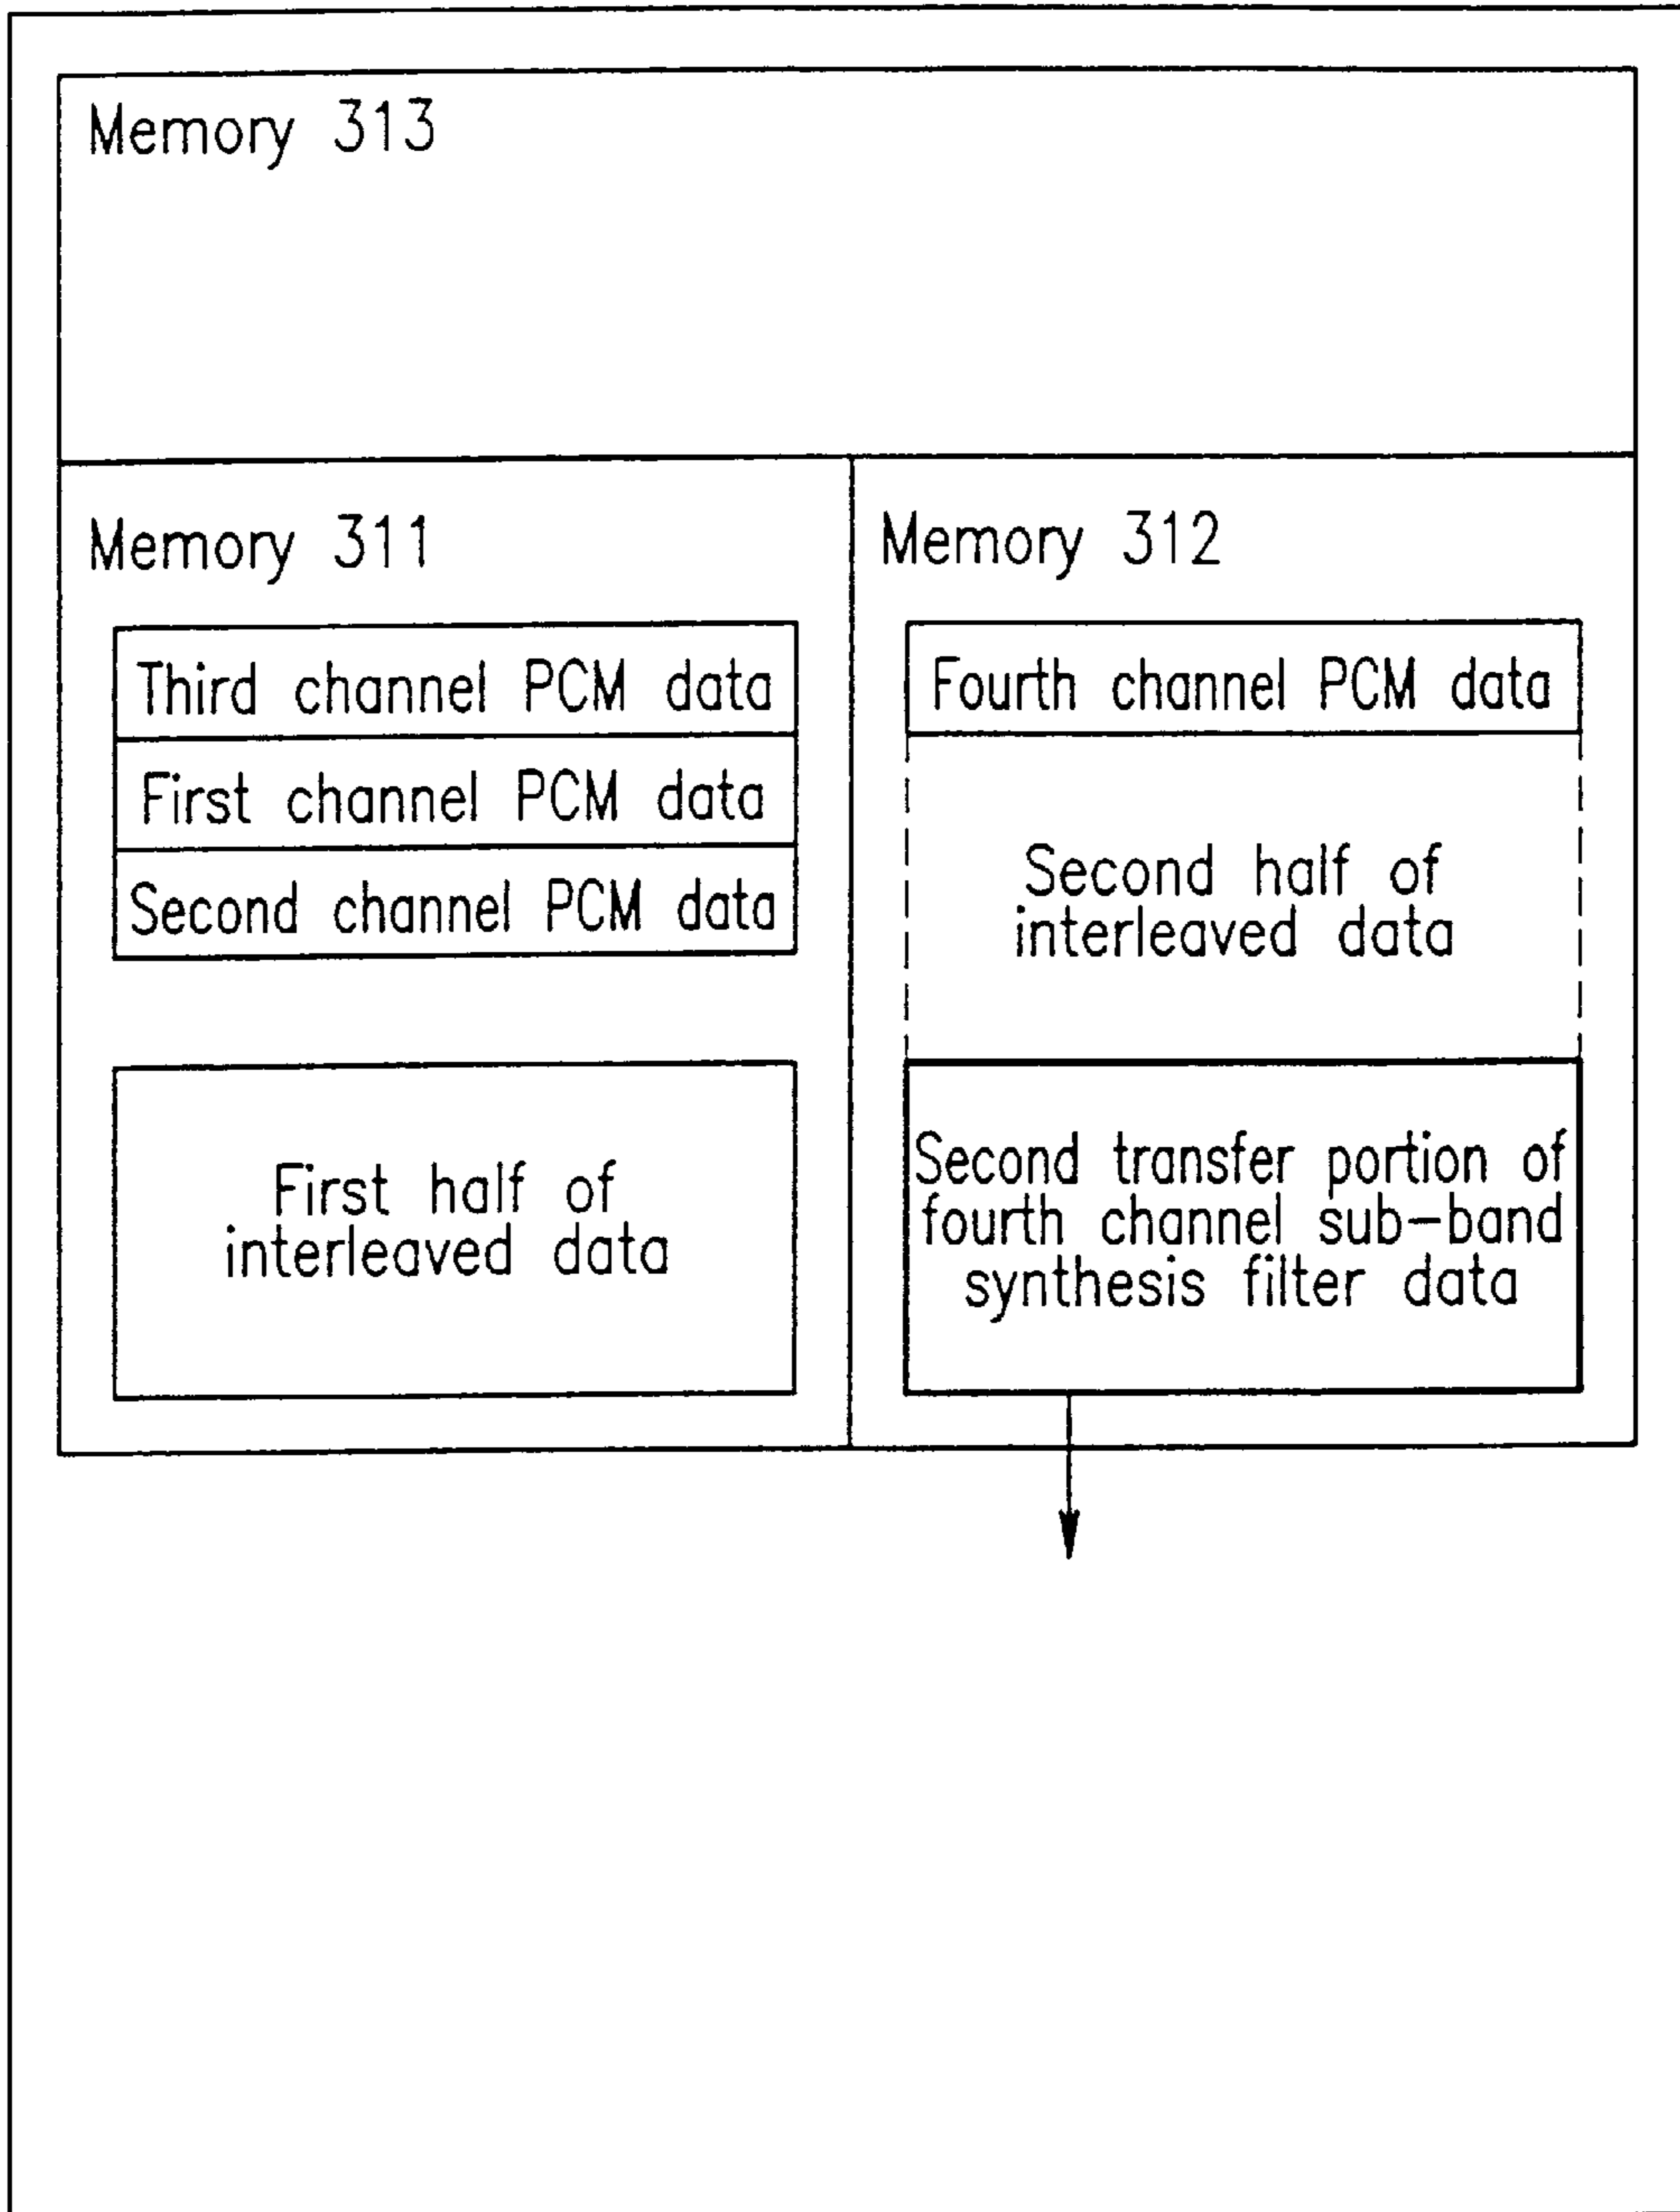 Memory 313
Memory 311
Third channel PCM data
First channel PCM data
Second channel PCM data
First half of
interleaved data
Memory 312
Fourth channel PCM data
Second half of
interleaved data
Second transfer portion of
fourth channel sub-band
synthesis filter data